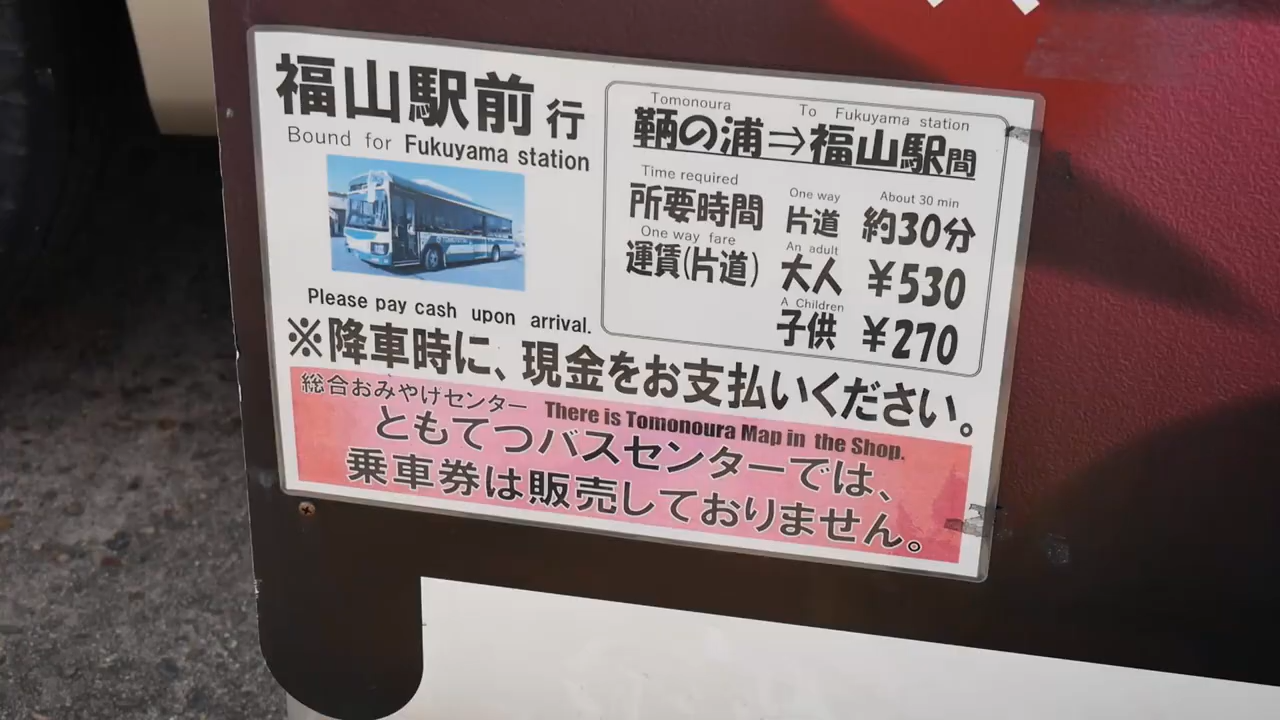 福山駅前 行
Bound for Fukuyama station
Tomonoura To Fukuyama station
鞆の浦⇒福山駅間
Time required One way About 30 min
所要時間 片道 約30分
One way fare An adult
運賃(片道) 大人 ¥530
A Children
子供 ¥270
Please pay cash upon arrival.
※降車時に、現金をお支払いください。
総合おみやげセンター There is Tomonoura Map in the Shop.
ともてつバスセンターでは、
乗車券は販売しておりません。